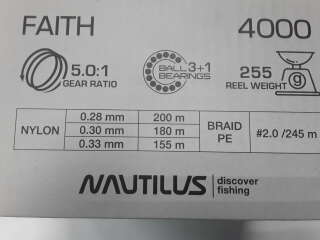 FAITH 4000
5.0:1 GEAR RATIO
BALL BEARINGS 3+1
255 REEL WEIGHT g
NYLON 0.28 mm 200 m
0.30 mm 180 m
0.33 mm 155 m
BRAID PE #2.0 /245 m
NAUTILUS discover fishing